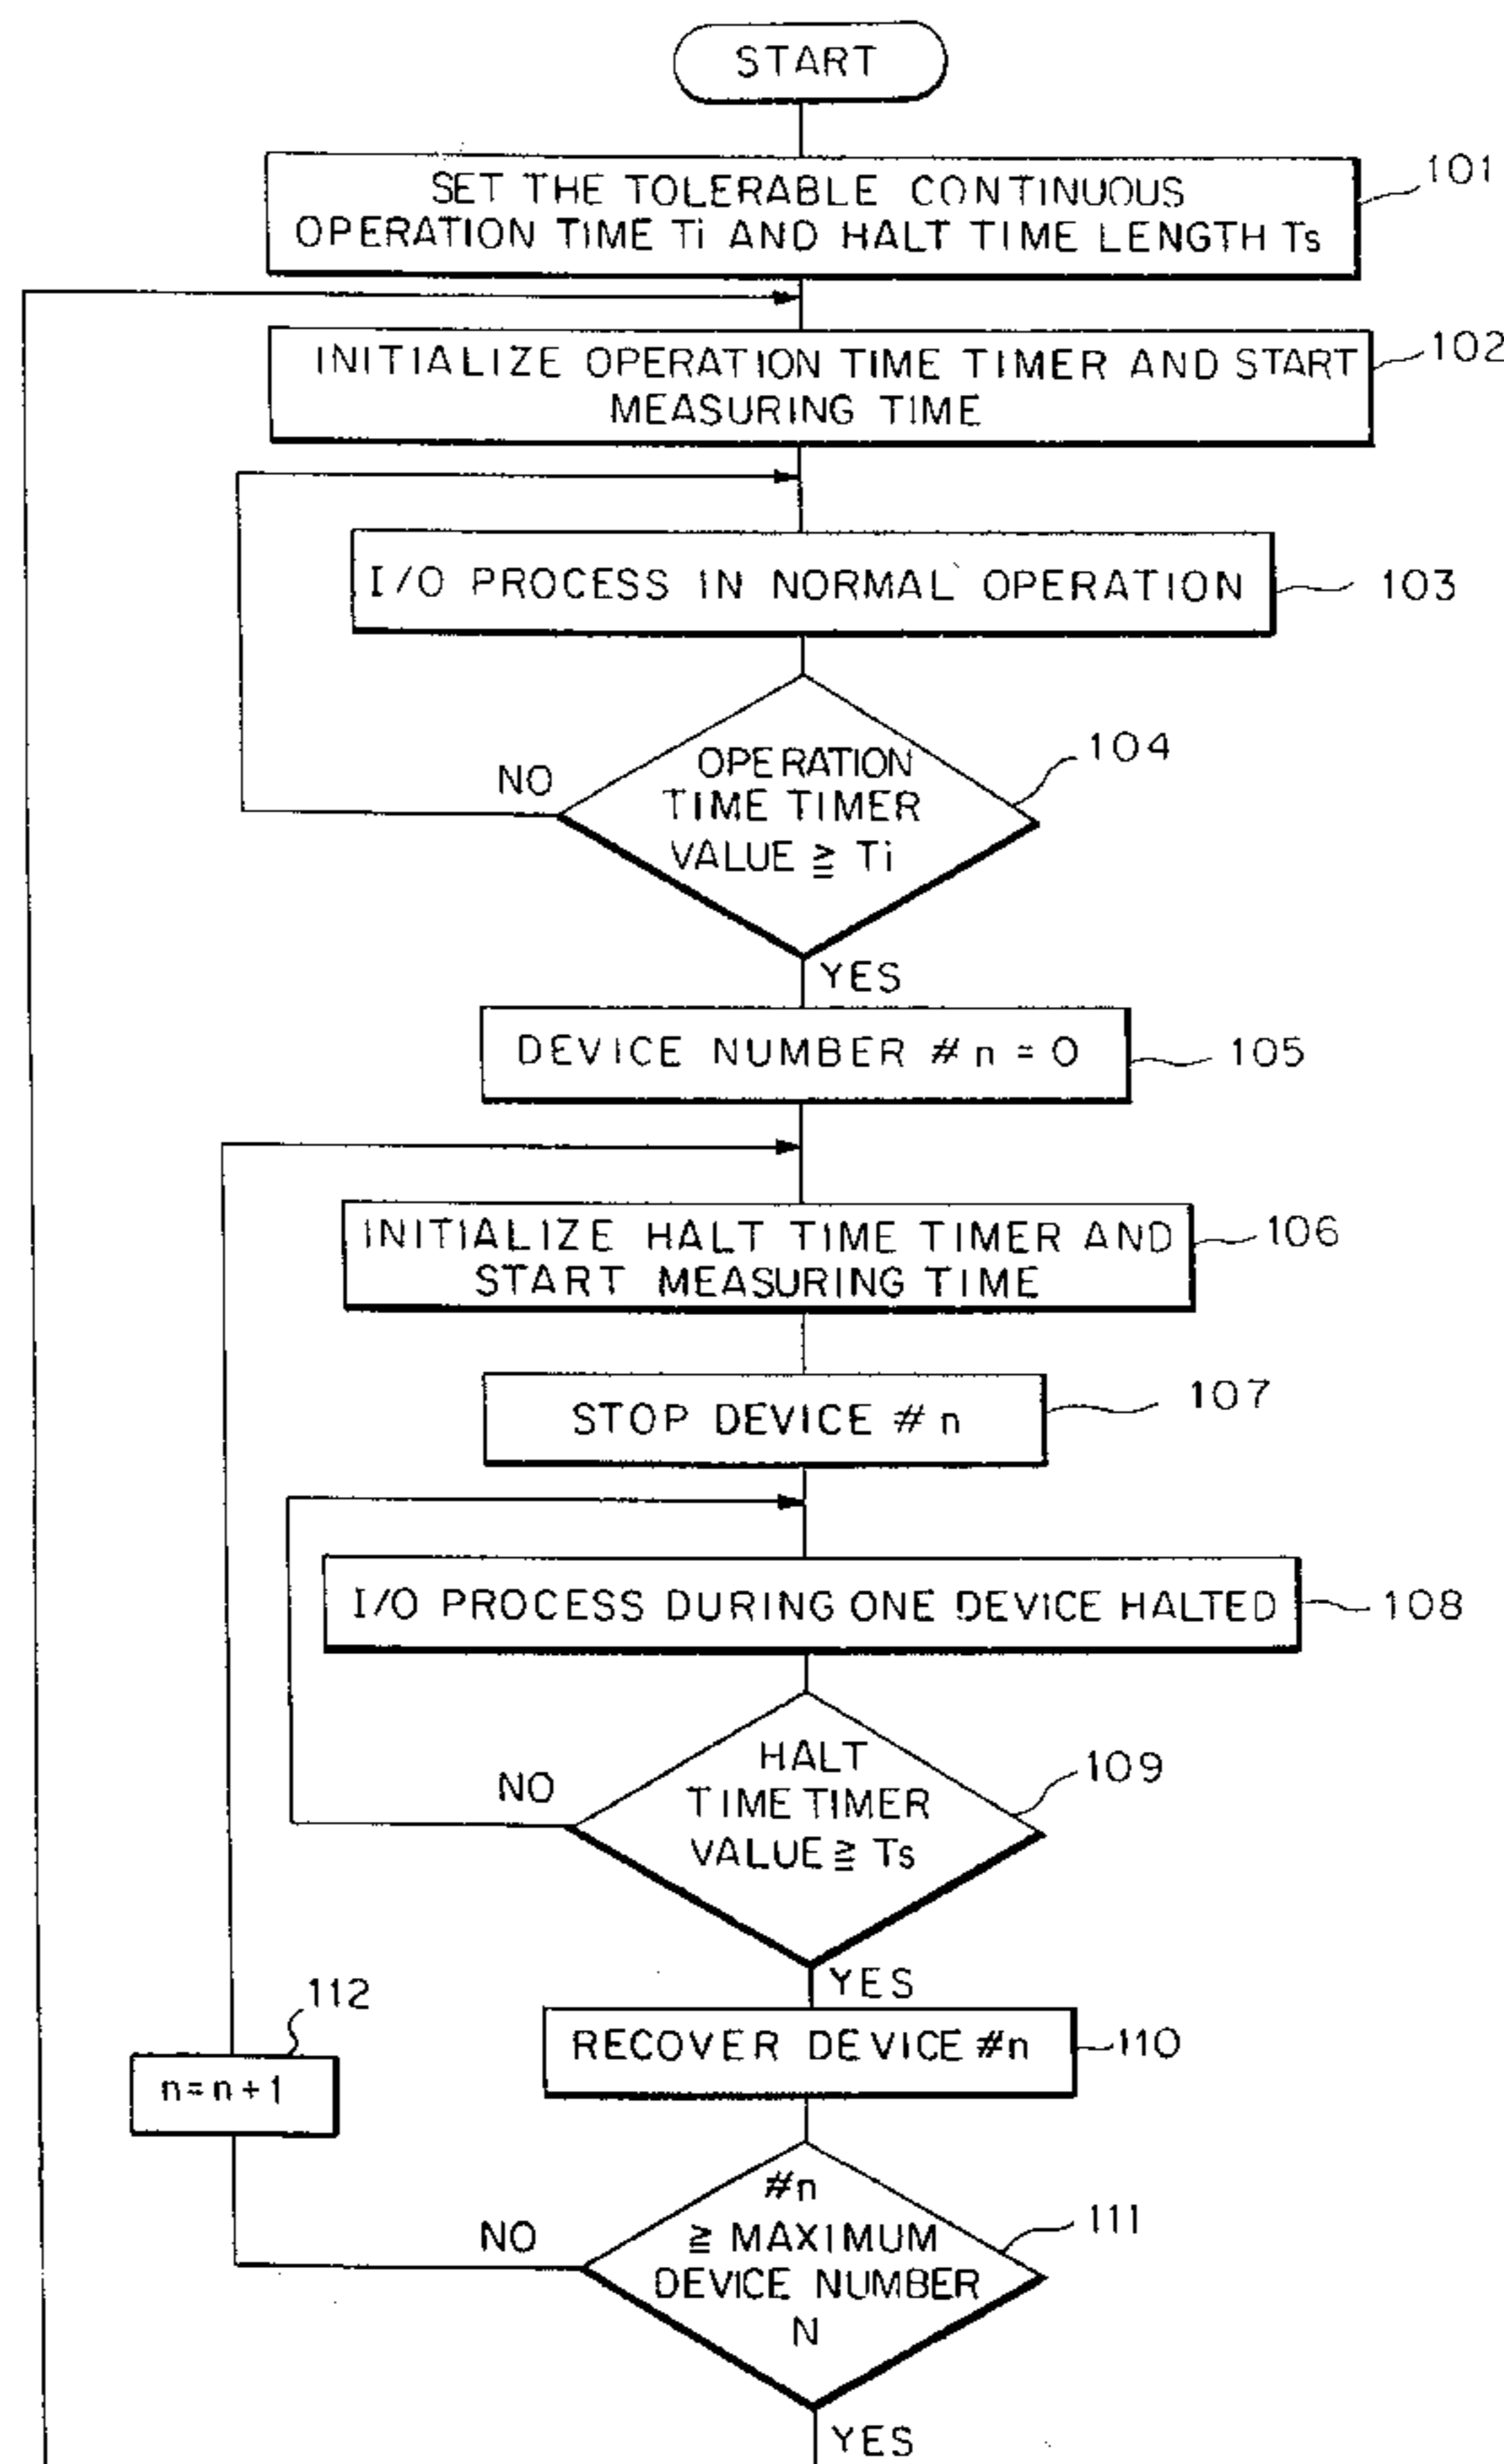 START
SET THE TOLERABLE CONTINUOUS
OPERATION TIME Ti AND HALT TIME LENGTH Ts
101
INITIALIZE OPERATION TIME TIMER AND START
MEASURING TIME
102
I/O PROCESS IN NORMAL OPERATION
103
OPERATION
TIME TIMER
VALUE ≧ Ti
104
NO
YES
DEVICE NUMBER #n = 0
105
INITIALIZE HALT TIME TIMER AND
START MEASURING TIME
106
STOP DEVICE #n
107
I/O PROCESS DURING ONE DEVICE HALTED
108
HALT
TIME TIMER
VALUE ≧ Ts
109
NO
YES
RECOVER DEVICE #n
110
112
n=n+1
#n
≧ MAXIMUM
DEVICE NUMBER
N
111
NO
YES